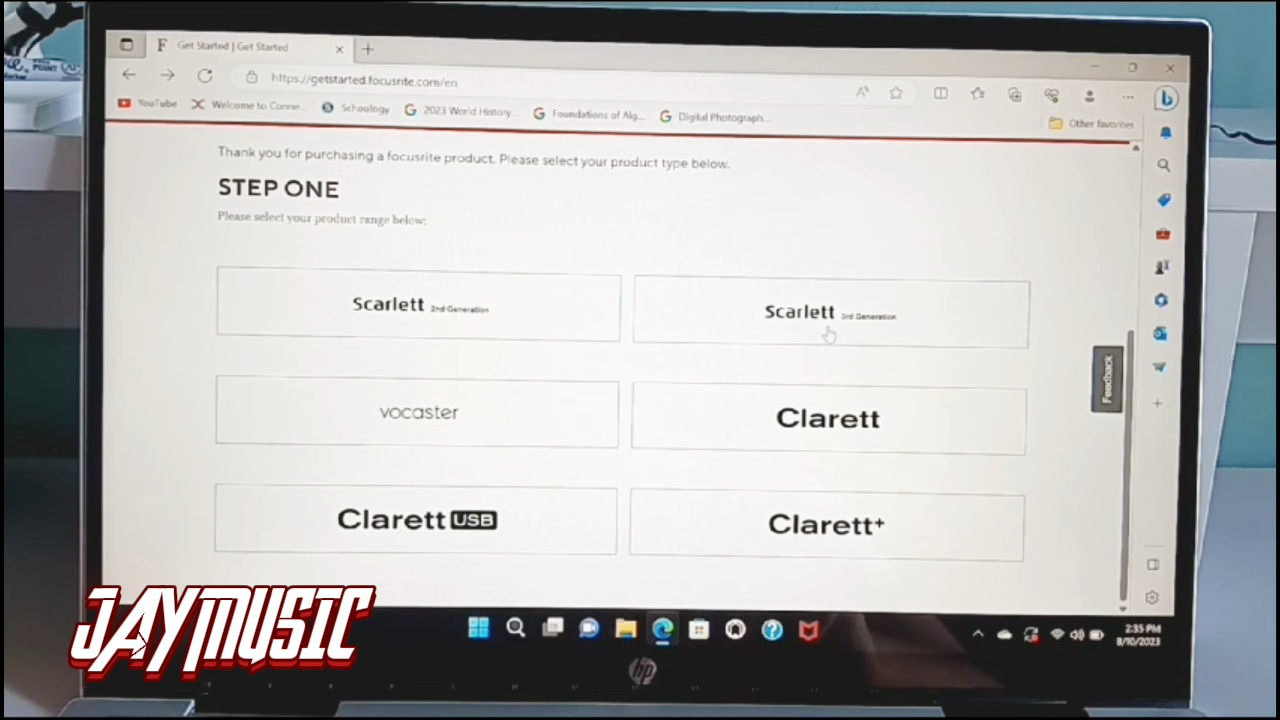 Get Started | Get Started
https://getstarted.focusrite.com/en
YouTube
Welcome to Conne...
Schoology
2023 World History...
Foundations of Alg...
Digital Photograph...
Other favorites
Thank you for purchasing a focusrite product. Please select your product type below.
STEP ONE
Please select your product range below:
Scarlett 2nd Generation
Scarlett 3rd Generation
vocaster
Clarett
Clarett USB
Clarett+
Feedback
2:35 PM
8/10/2023
hp
JAYMUSIC